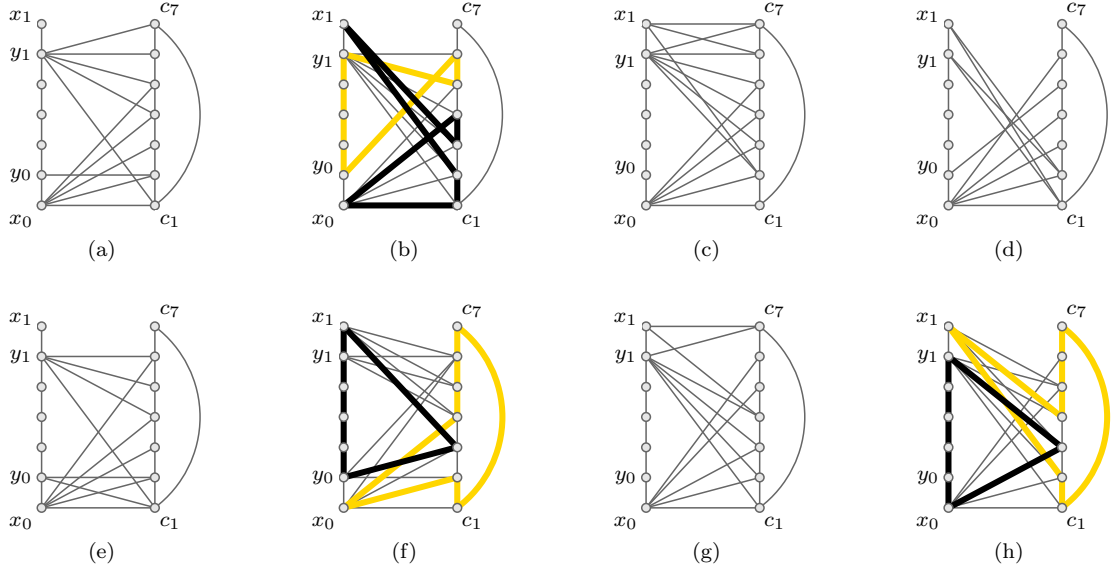 x₁ c₇ x₁ c₇ x₁ c₇ x₁ c₇
y₁ y₁ y₁ y₁
y₀ y₀ y₀ y₀
x₀ c₁ x₀ c₁ x₀ c₁ x₀ c₁
(a) (b) (c) (d)
x₁ c₇ x₁ c₇ x₁ c₇ x₁ c₇
y₁ y₁ y₁ y₁
y₀ y₀ y₀ y₀
x₀ c₁ x₀ c₁ x₀ c₁ x₀ c₁
(e) (f) (g) (h)